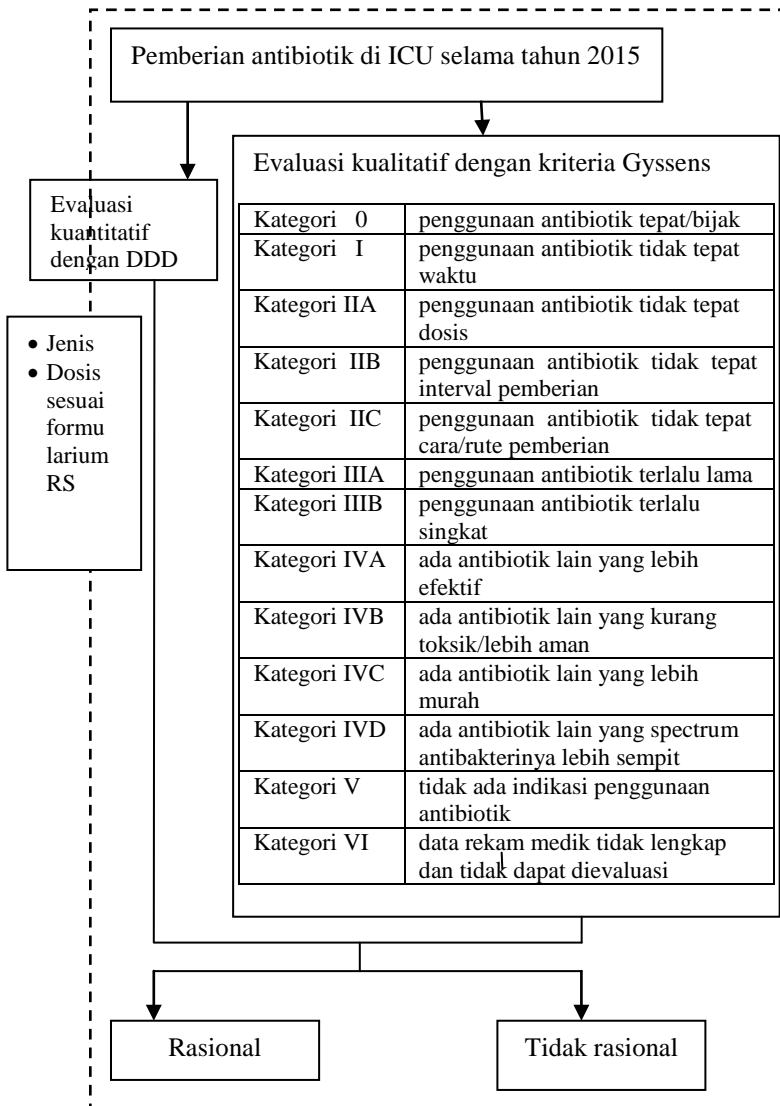 Pemberian antibiotik di ICU selama tahun 2015
Evaluasi
kuantitatif
dengan DDD
• Jenis
• Dosis
sesuai
formu
larium
RS
Evaluasi kualitatif dengan kriteria Gyssens
Kategori 0 penggunaan antibiotik tepat/bijak
Kategori I penggunaan antibiotik tidak tepat
waktu
Kategori IIA penggunaan antibiotik tidak tepat
dosis
Kategori IIB penggunaan antibiotik tidak tepat
interval pemberian
Kategori IIC penggunaan antibiotik tidak tepat
cara/rute pemberian
Kategori IIIA penggunaan antibiotik terlalu lama
Kategori IIIB penggunaan antibiotik terlalu
singkat
Kategori IVA ada antibiotik lain yang lebih
efektif
Kategori IVB ada antibiotik lain yang kurang
toksik/lebih aman
Kategori IVC ada antibiotik lain yang lebih
murah
Kategori IVD ada antibiotik lain yang spectrum
antibakterinya lebih sempit
Kategori V tidak ada indikasi penggunaan
antibiotik
Kategori VI data rekam medik tidak lengkap
dan tidak dapat dievaluasi
Rasional
Tidak rasional